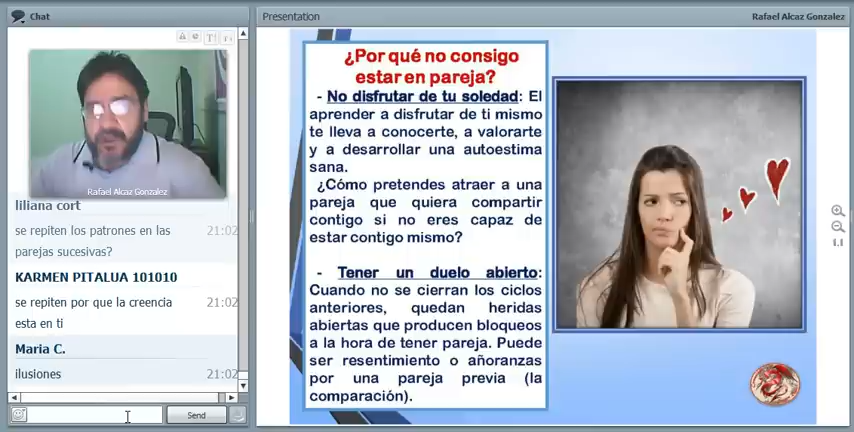 Chat
Rafael Alcaz Gonzalez
liliana cort
se repiten los patrones en las
parejas sucesivas?
21:02
KARMEN PITALUA 101010
se repiten por que la creencia
esta en ti
21:02
Maria C.
ilusiones
21:02
Send
Presentation
Rafael Alcaz Gonzalez
¿Por qué no consigo
estar en pareja?
- No disfrutar de tu soledad: El
aprender a disfrutar de ti mismo
te lleva a conocerte, a valorarte
y a desarrollar una autoestima
sana.
¿Cómo pretendes atraer a una
pareja que quiera compartir
contigo si no eres capaz de
estar contigo mismo?
- Tener un duelo abierto:
Cuando no se cierran los ciclos
anteriores, quedan heridas
abiertas que producen bloqueos
a la hora de tener pareja. Puede
ser resentimiento o añoranzas
por una pareja previa (la
comparación).
1.1